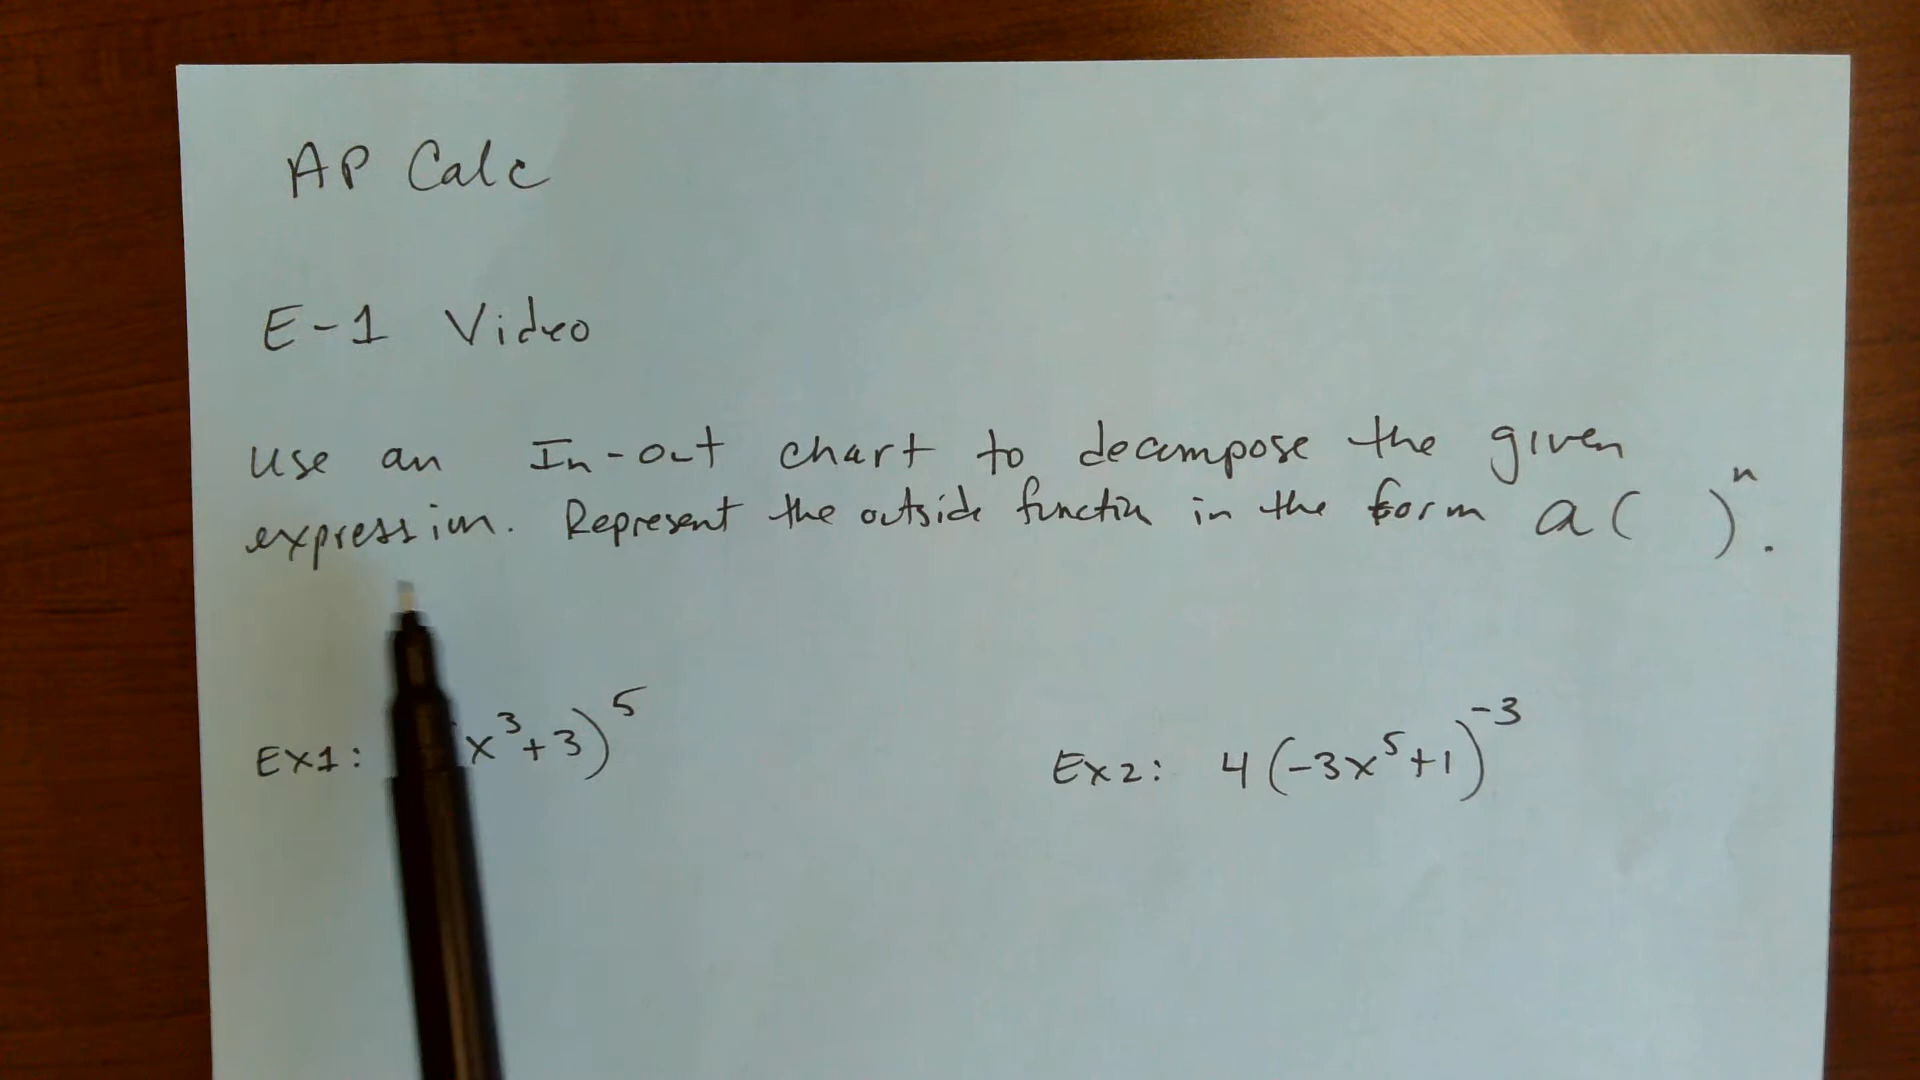 AP Calc
E-1 Video
Use an In-out chart to decompose the given
expression. Represent the outside function in the form a( )ⁿ.
Ex1: x³+3)⁵
Ex2: 4(-3x⁵+1)⁻³